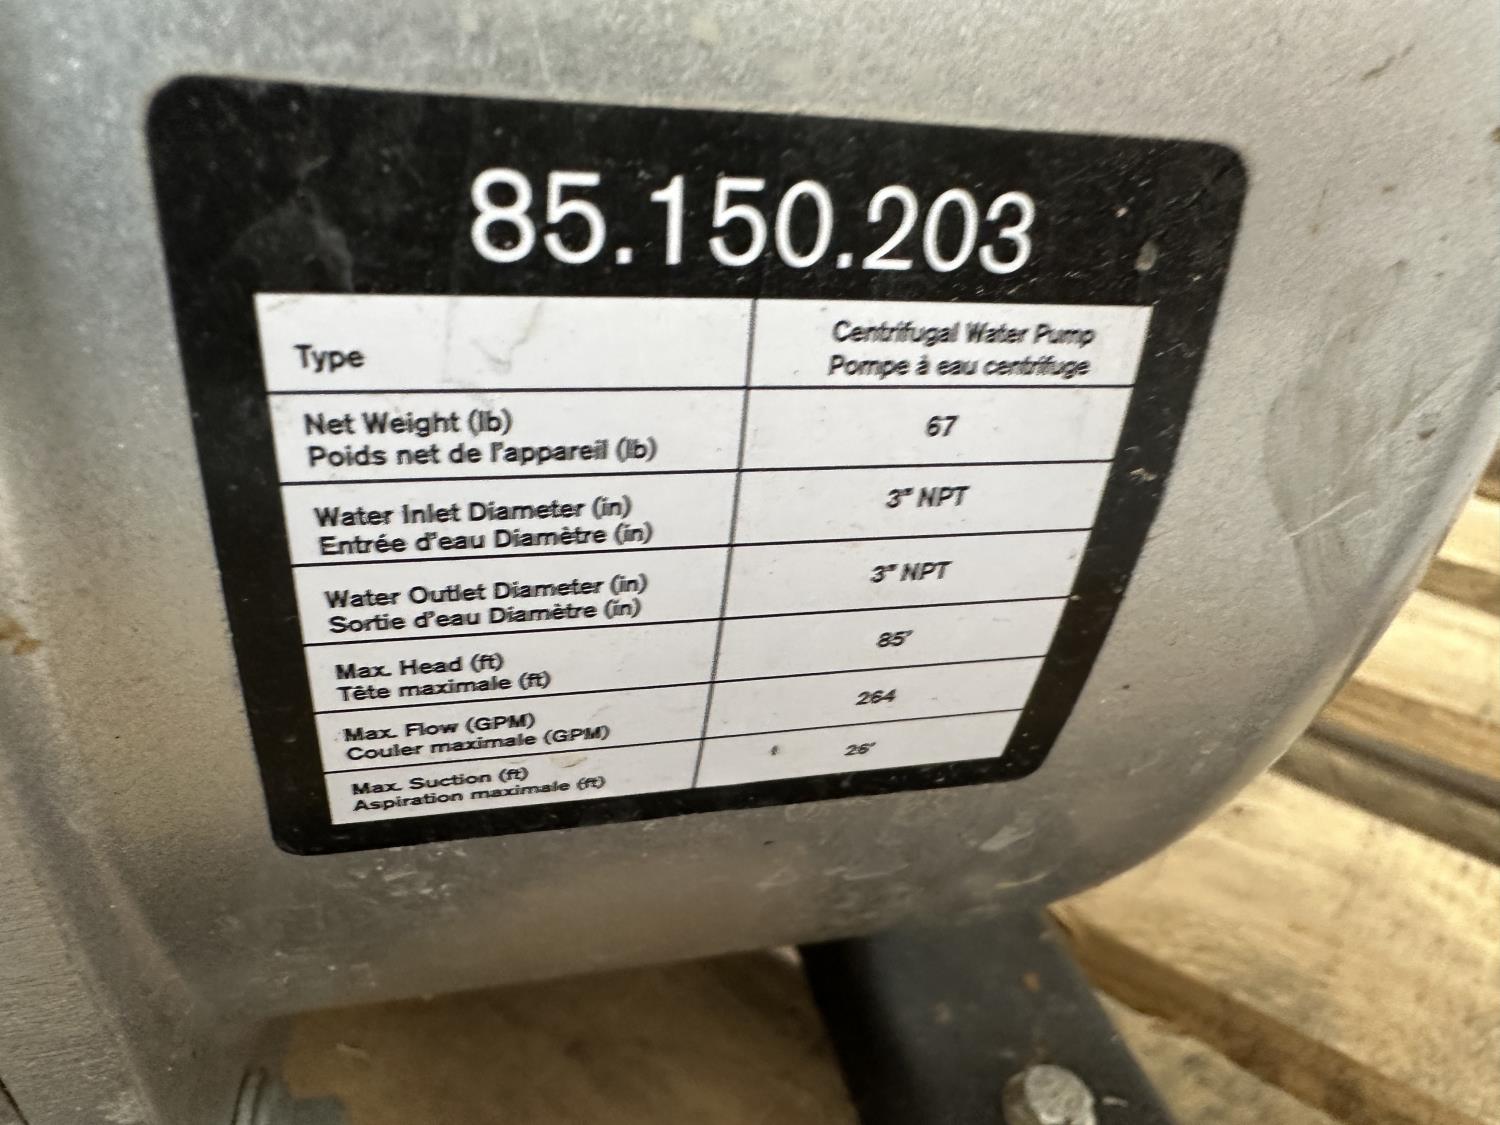 85.150.203
Type
Centrifugal Water Pump
Pompe à eau centrifuge
Net Weight (lb)
Poids net de l'appareil (lb)
67
Water Inlet Diameter (in)
Entrée d'eau Diamètre (in)
3" NPT
Water Outlet Diameter (in)
Sortie d'eau Diamètre (in)
3" NPT
Max. Head (ft)
Tête maximale (ft)
85'
Max. Flow (GPM)
Couler maximale (GPM)
264
Max. Suction (ft)
Aspiration maximale (ft)
26'